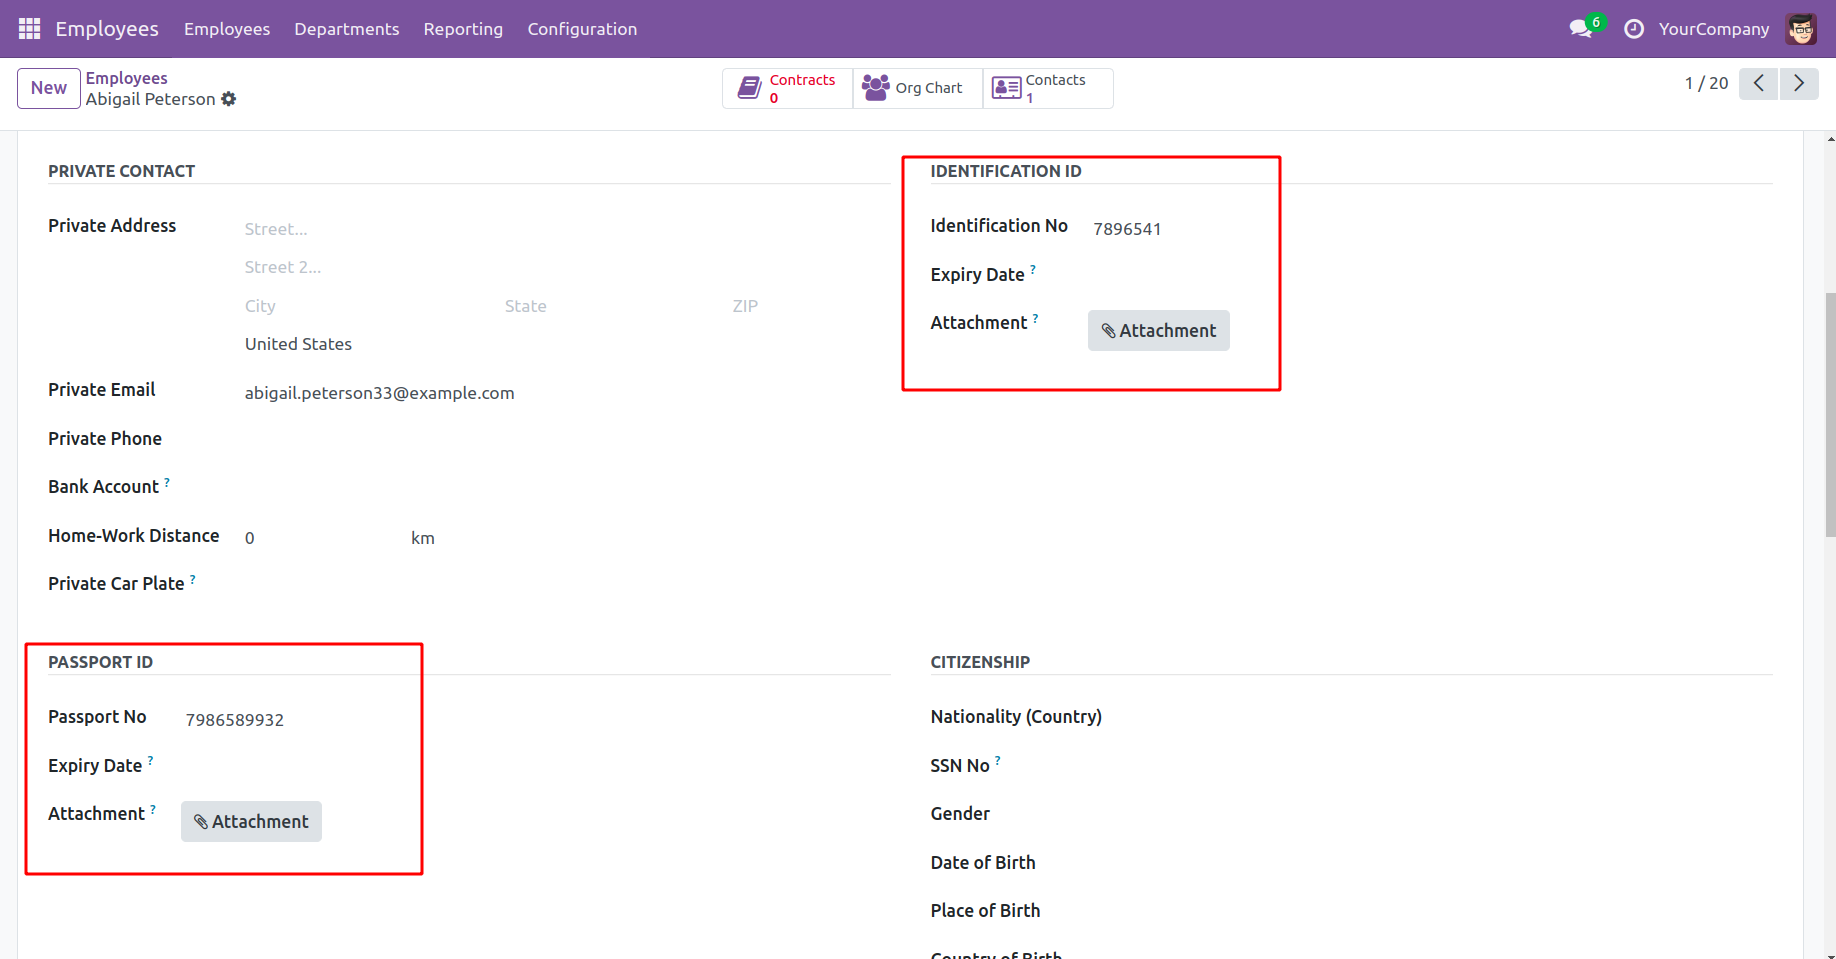 Employees Employees Departments Reporting Configuration 6 YourCompany
New Employees
Abigail Peterson
Contracts
0
Org Chart
Contacts
1
1 / 20
PRIVATE CONTACT
Private Address Street...
Street 2...
City State ZIP
United States
Private Email abigail.peterson33@example.com
Private Phone
Bank Account ?
Home-Work Distance 0 km
Private Car Plate ?
IDENTIFICATION ID
Identification No 7896541
Expiry Date ?
Attachment ? Attachment
PASSPORT ID
Passport No 7986589932
Expiry Date ?
Attachment ? Attachment
CITIZENSHIP
Nationality (Country)
SSN No ?
Gender
Date of Birth
Place of Birth
Country of Birth